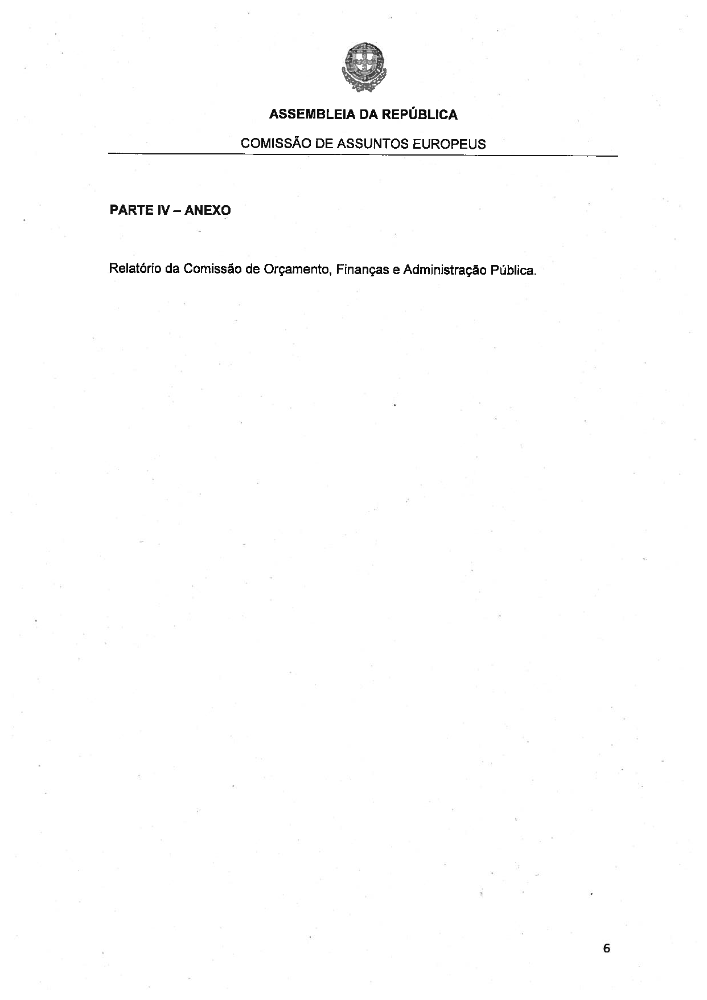 ASSEMBLEIA DA REPÚBLICA
COMISSÃO DE ASSUNTOS EUROPEUS
PARTE IV – ANEXO
Relatório da Comissão de Orçamento, Finanças e Administração Pública.
6